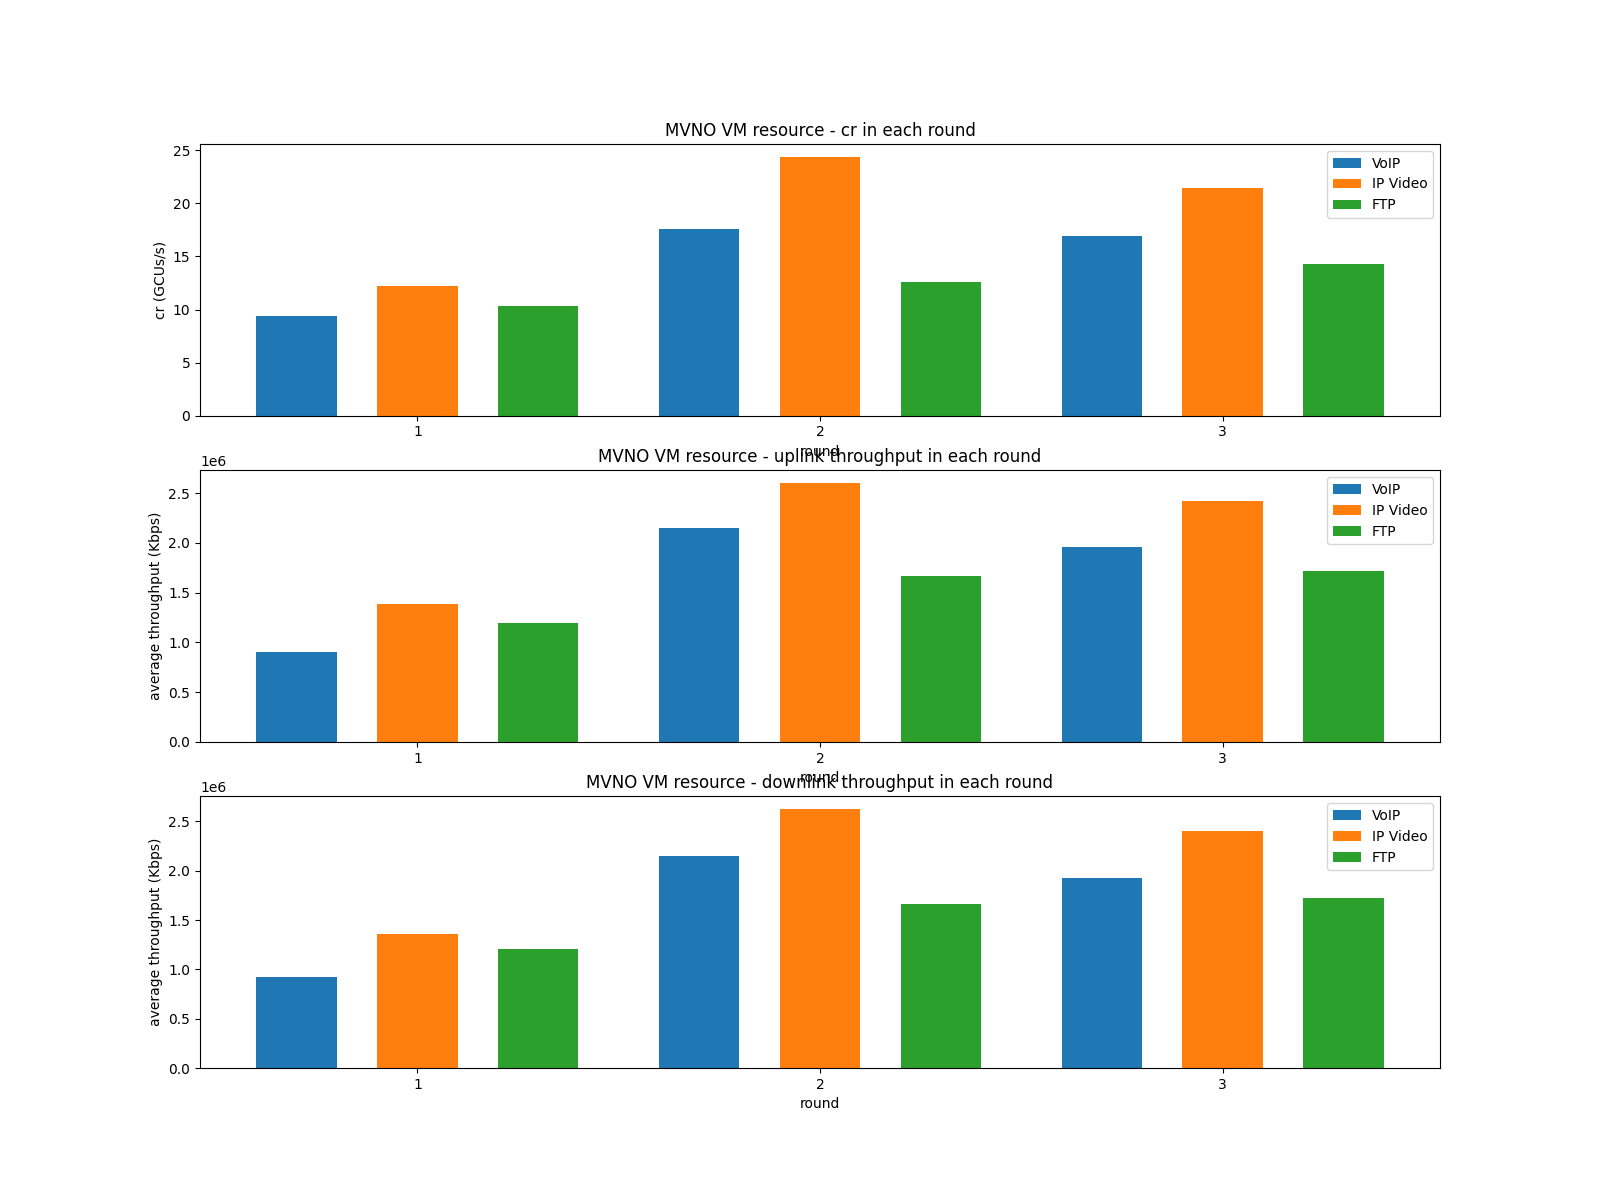 MVNO VM resource - cr in each round
25
20
15
10
5
0
cr (GCUs/s)
VoIP
IP Video
FTP
1 2 3
round
MVNO VM resource - uplink throughput in each round
1e6
2.5
2.0
1.5
1.0
0.5
0.0
average throughput (Kbps)
VoIP
IP Video
FTP
1 2 3
round
MVNO VM resource - downlink throughput in each round
1e6
2.5
2.0
1.5
1.0
0.5
0.0
average throughput (Kbps)
VoIP
IP Video
FTP
1 2 3
round